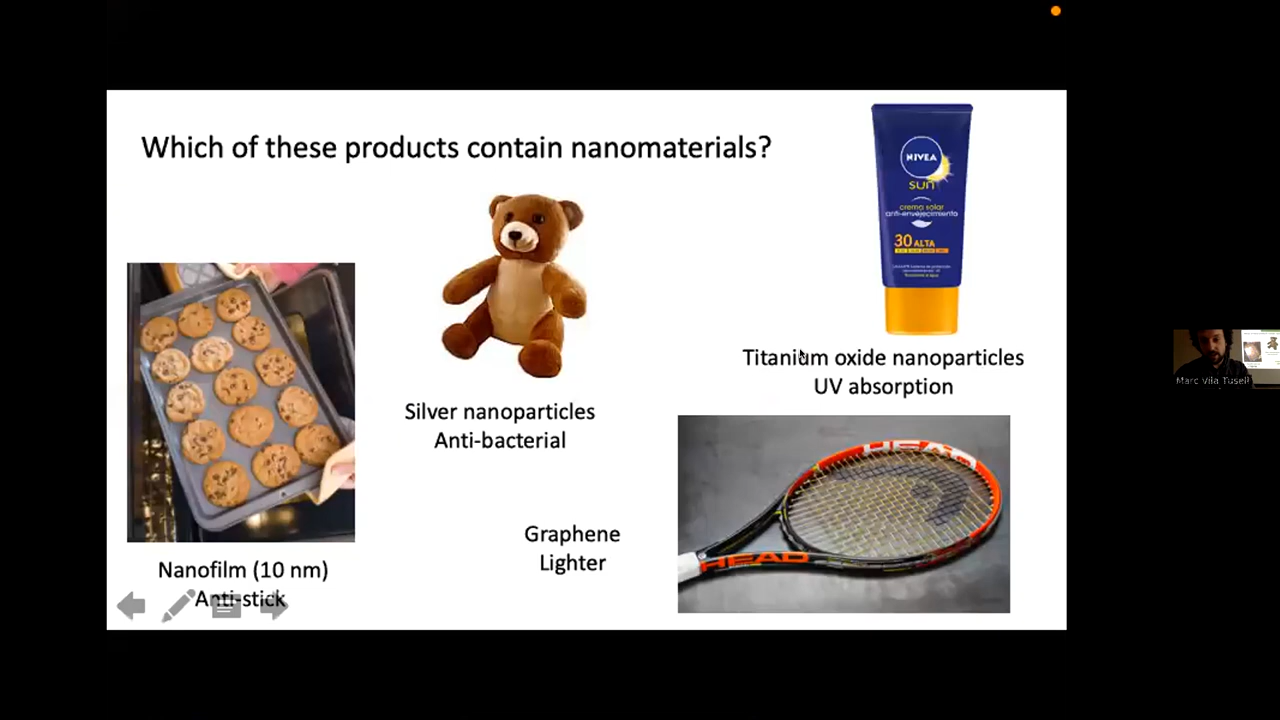 Which of these products contain nanomaterials?
NIVEA
sun
crema solar
anti-envejecimiento
30 ALTA
Titanium oxide nanoparticles
UV absorption
Silver nanoparticles
Anti-bacterial
Graphene
Lighter
HEAD
HEAD
Nanofilm (10 nm)
Anti-stick
Marc Vila Tusell